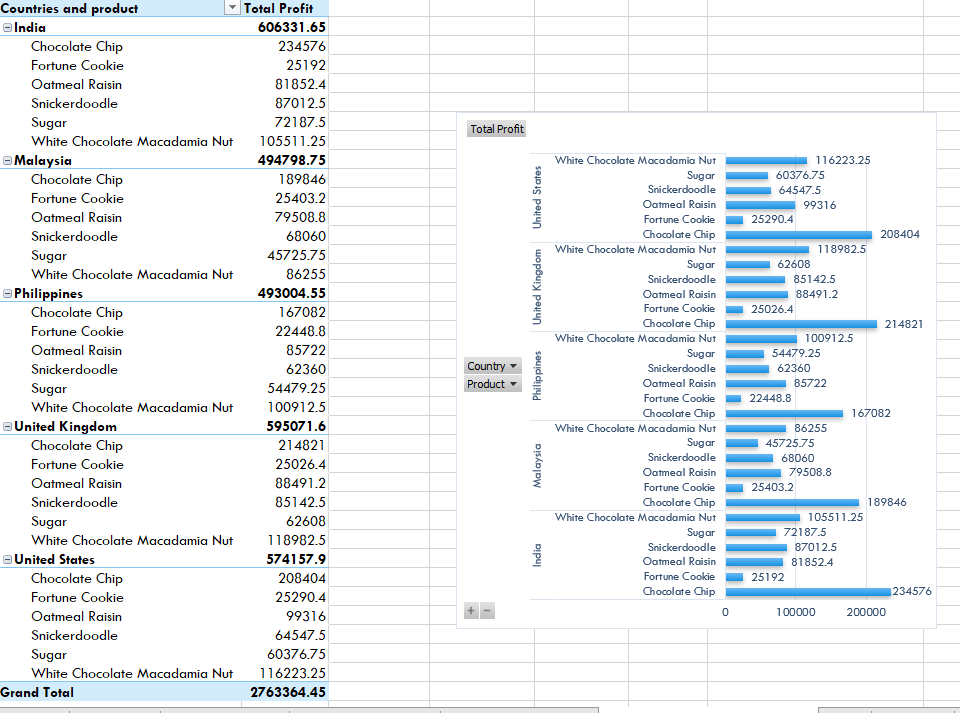 Countries and product Total Profit
India 606331.65
Chocolate Chip 234576
Fortune Cookie 25192
Oatmeal Raisin 81852.4
Snickerdoodle 87012.5
Sugar 72187.5
White Chocolate Macadamia Nut 105511.25
Malaysia 494798.75
Chocolate Chip 189846
Fortune Cookie 25403.2
Oatmeal Raisin 79508.8
Snickerdoodle 68060
Sugar 45725.75
White Chocolate Macadamia Nut 86255
Philippines 493004.55
Chocolate Chip 167082
Fortune Cookie 22448.8
Oatmeal Raisin 85722
Snickerdoodle 62360
Sugar 54479.25
White Chocolate Macadamia Nut 100912.5
United Kingdom 595071.6
Chocolate Chip 214821
Fortune Cookie 25026.4
Oatmeal Raisin 88491.2
Snickerdoodle 85142.5
Sugar 62608
White Chocolate Macadamia Nut 118982.5
United States 574157.9
Chocolate Chip 208404
Fortune Cookie 25290.4
Oatmeal Raisin 99316
Snickerdoodle 64547.5
Sugar 60376.75
White Chocolate Macadamia Nut 116223.25
Grand Total 2763364.45
Total Profit
Country
Product
United States
White Chocolate Macadamia Nut 116223.25
Sugar 60376.75
Snickerdoodle 64547.5
Oatmeal Raisin 99316
Fortune Cookie 25290.4
Chocolate Chip 208404
United Kingdom
White Chocolate Macadamia Nut 118982.5
Sugar 62608
Snickerdoodle 85142.5
Oatmeal Raisin 88491.2
Fortune Cookie 25026.4
Chocolate Chip 214821
Philippines
White Chocolate Macadamia Nut 100912.5
Sugar 54479.25
Snickerdoodle 62360
Oatmeal Raisin 85722
Fortune Cookie 22448.8
Chocolate Chip 167082
Malaysia
White Chocolate Macadamia Nut 86255
Sugar 45725.75
Snickerdoodle 68060
Oatmeal Raisin 79508.8
Fortune Cookie 25403.2
Chocolate Chip 189846
India
White Chocolate Macadamia Nut 105511.25
Sugar 72187.5
Snickerdoodle 87012.5
Oatmeal Raisin 81852.4
Fortune Cookie 25192
Chocolate Chip 234576
0 100000 200000
+ −